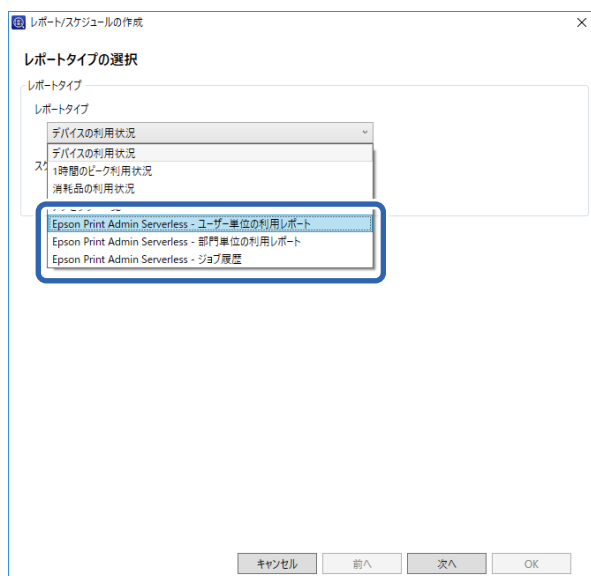 レポート/スケジュールの作成
レポートタイプの選択
レポートタイプ
レポートタイプ
デバイスの利用状況
デバイスの利用状況
1時間のピーク利用状況
消耗品の利用状況
Epson Print Admin Serverless - ユーザー単位の利用レポート
Epson Print Admin Serverless - 部門単位の利用レポート
Epson Print Admin Serverless - ジョブ履歴
キャンセル
前へ
次へ
OK